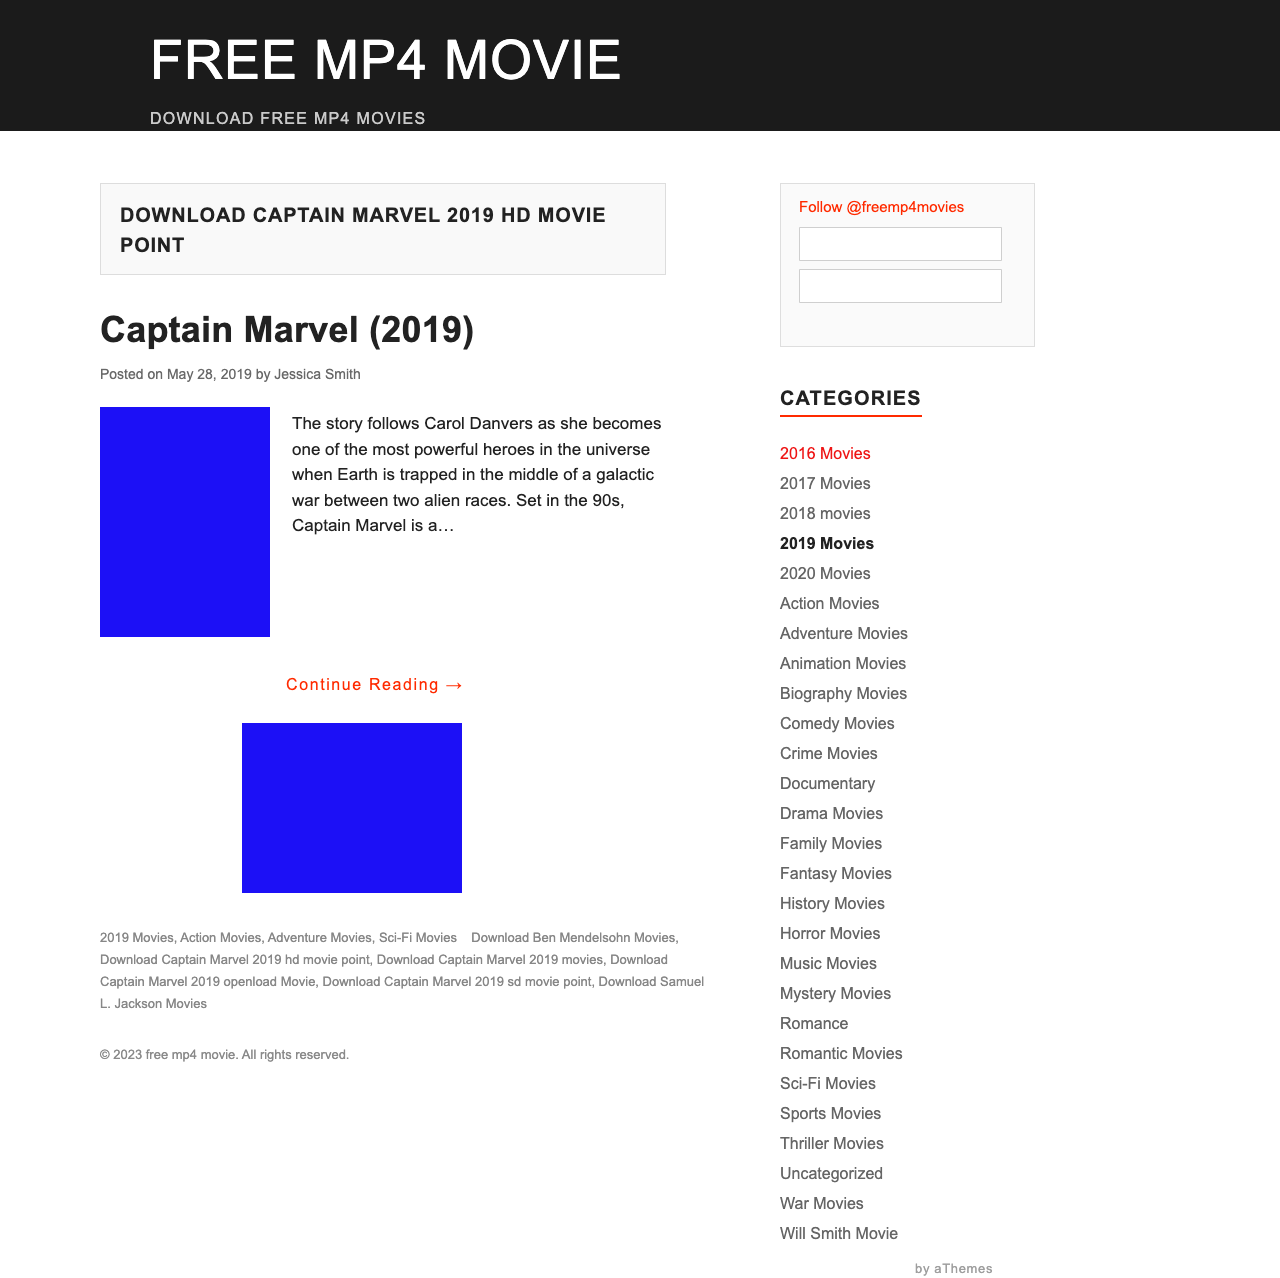 FREE MP4 MOVIE
DOWNLOAD FREE MP4 MOVIES
DOWNLOAD CAPTAIN MARVEL 2019 HD MOVIE
POINT
Captain Marvel (2019)
Posted on May 28, 2019 by Jessica Smith
The story follows Carol Danvers as she becomes
one of the most powerful heroes in the universe
when Earth is trapped in the middle of a galactic
war between two alien races. Set in the 90s,
Captain Marvel is a…
Continue Reading →
2019 Movies, Action Movies, Adventure Movies, Sci-Fi Movies Download Ben Mendelsohn Movies,
Download Captain Marvel 2019 hd movie point, Download Captain Marvel 2019 movies, Download
Captain Marvel 2019 openload Movie, Download Captain Marvel 2019 sd movie point, Download Samuel
L. Jackson Movies
© 2023 free mp4 movie. All rights reserved.
Follow @freemp4movies
CATEGORIES
2016 Movies
2017 Movies
2018 movies
2019 Movies
2020 Movies
Action Movies
Adventure Movies
Animation Movies
Biography Movies
Comedy Movies
Crime Movies
Documentary
Drama Movies
Family Movies
Fantasy Movies
History Movies
Horror Movies
Music Movies
Mystery Movies
Romance
Romantic Movies
Sci-Fi Movies
Sports Movies
Thriller Movies
Uncategorized
War Movies
Will Smith Movie
by aThemes